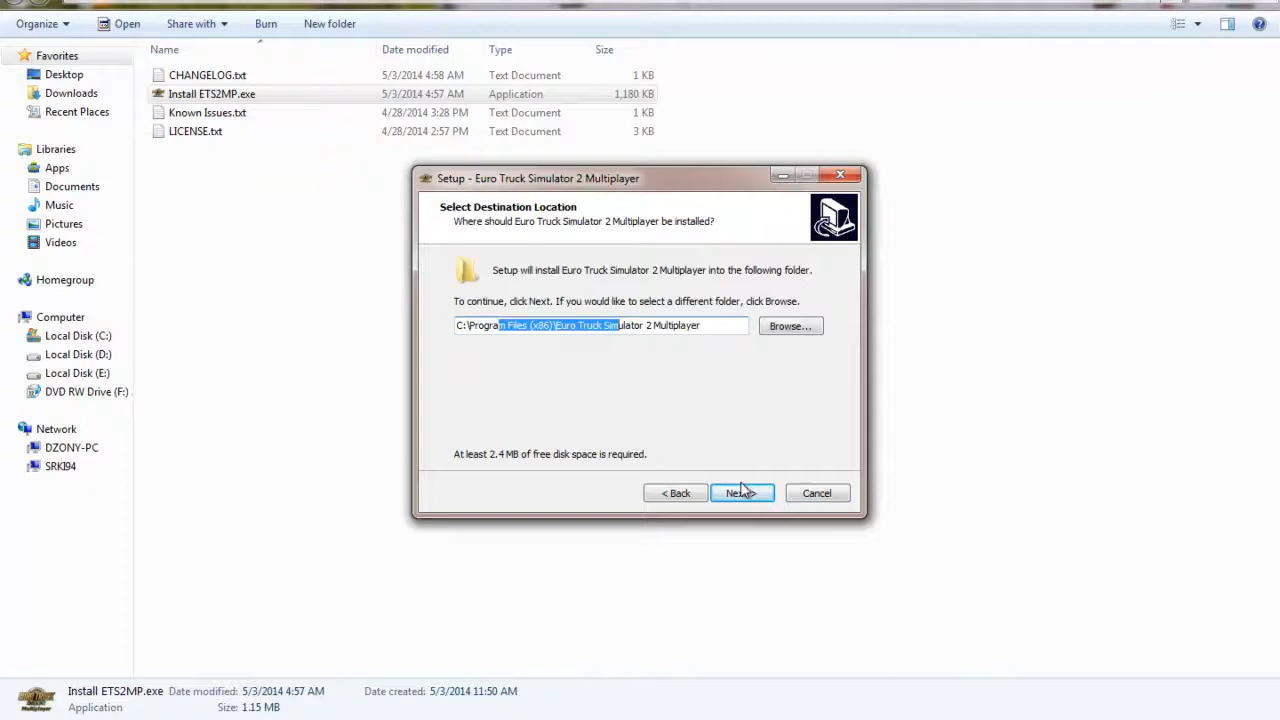 Organize
Open
Share with
Burn
New folder
Name
Date modified
Type
Size
Favorites
Desktop
Downloads
Recent Places
Libraries
Apps
Documents
Music
Pictures
Videos
Homegroup
Computer
Local Disk (C:)
Local Disk (D:)
Local Disk (E:)
DVD RW Drive (F:)
Network
DZONY-PC
SRKI94
CHANGELOG.txt 5/3/2014 4:58 AM Text Document 1 KB
Install ETS2MP.exe 5/3/2014 4:57 AM Application 1,180 KB
Known Issues.txt 4/28/2014 3:28 PM Text Document 1 KB
LICENSE.txt 4/28/2014 2:57 PM Text Document 3 KB
Setup - Euro Truck Simulator 2 Multiplayer
Select Destination Location
Where should Euro Truck Simulator 2 Multiplayer be installed?
Setup will install Euro Truck Simulator 2 Multiplayer into the following folder.
To continue, click Next. If you would like to select a different folder, click Browse.
C:\Program Files (x86)\Euro Truck Simulator 2 Multiplayer
Browse...
At least 2.4 MB of free disk space is required.
< Back
Next >
Cancel
Install ETS2MP.exe Date modified: 5/3/2014 4:57 AM Date created: 5/3/2014 11:50 AM
Application Size: 1.15 MB